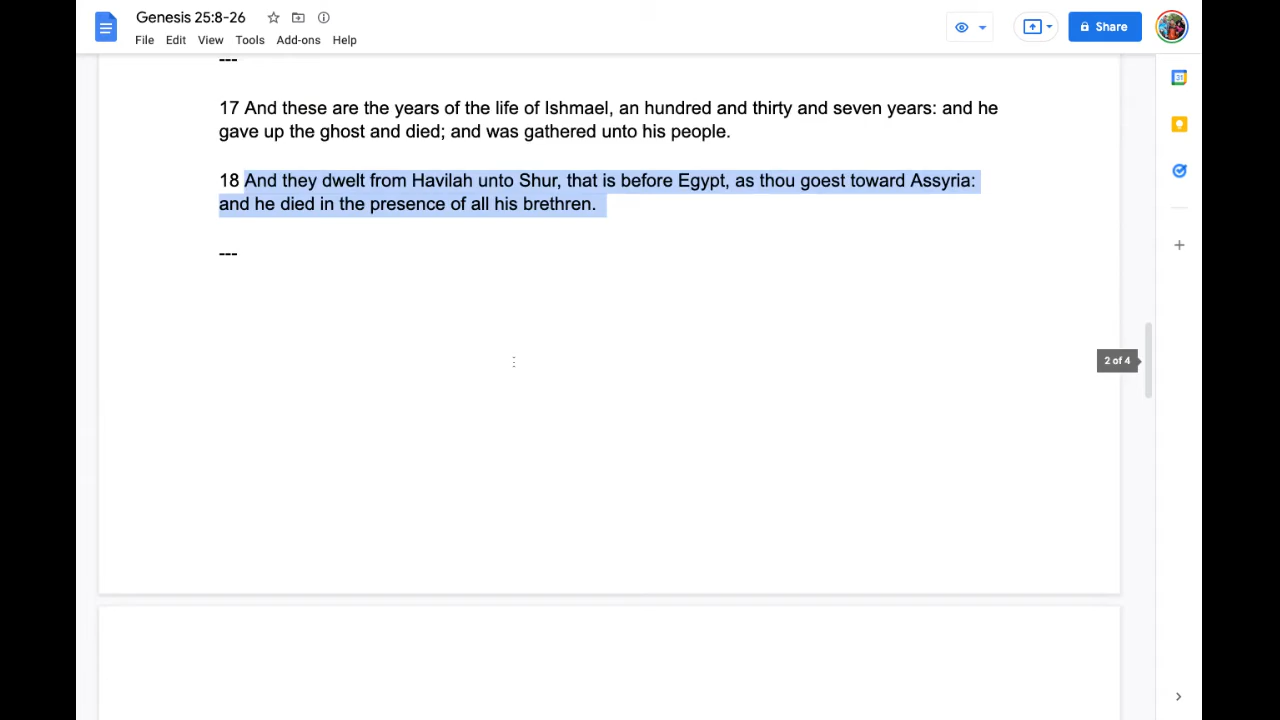 Genesis 25:8-26
File Edit View Tools Add-ons Help
Share
---
17 And these are the years of the life of Ishmael, an hundred and thirty and seven years: and he
gave up the ghost and died; and was gathered unto his people.
18 And they dwelt from Havilah unto Shur, that is before Egypt, as thou goest toward Assyria:
and he died in the presence of all his brethren.
---
2 of 4
31